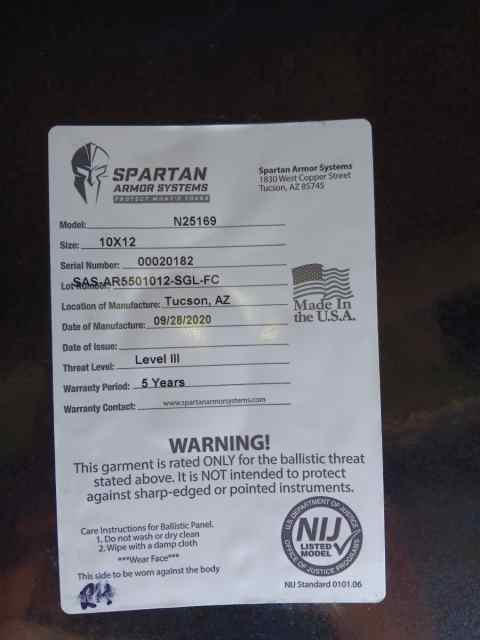 SPARTAN
ARMOR SYSTEMS
PROTECT WHAT'S YOURS
Spartan Armor Systems
1830 West Copper Street
Tucson, AZ 85745
Model: N25169
Size: 10X12
Serial Number: 00020182
Lot Number: SAS-AR5501012-SGL-FC
Location of Manufacture: Tucson, AZ
Date of Manufacture: 09/28/2020
Date of Issue:
Threat Level: Level III
Warranty Period: 5 Years
Warranty Contact: www.spartanarmorsystems.com
Made In
the U.S.A.
WARNING!
This garment is rated ONLY for the ballistic threat
stated above. It is NOT intended to protect
against sharp-edged or pointed instruments.
Care Instructions for Ballistic Panel.
1. Do not wash or dry clean
2. Wipe with a damp cloth
***Wear Face***
This side to be worn against the body
U.S. DEPARTMENT OF JUSTICE
NIJ
LISTED
MODEL
OFFICE OF JUSTICE PROGRAMS
NIJ Standard 0101.06